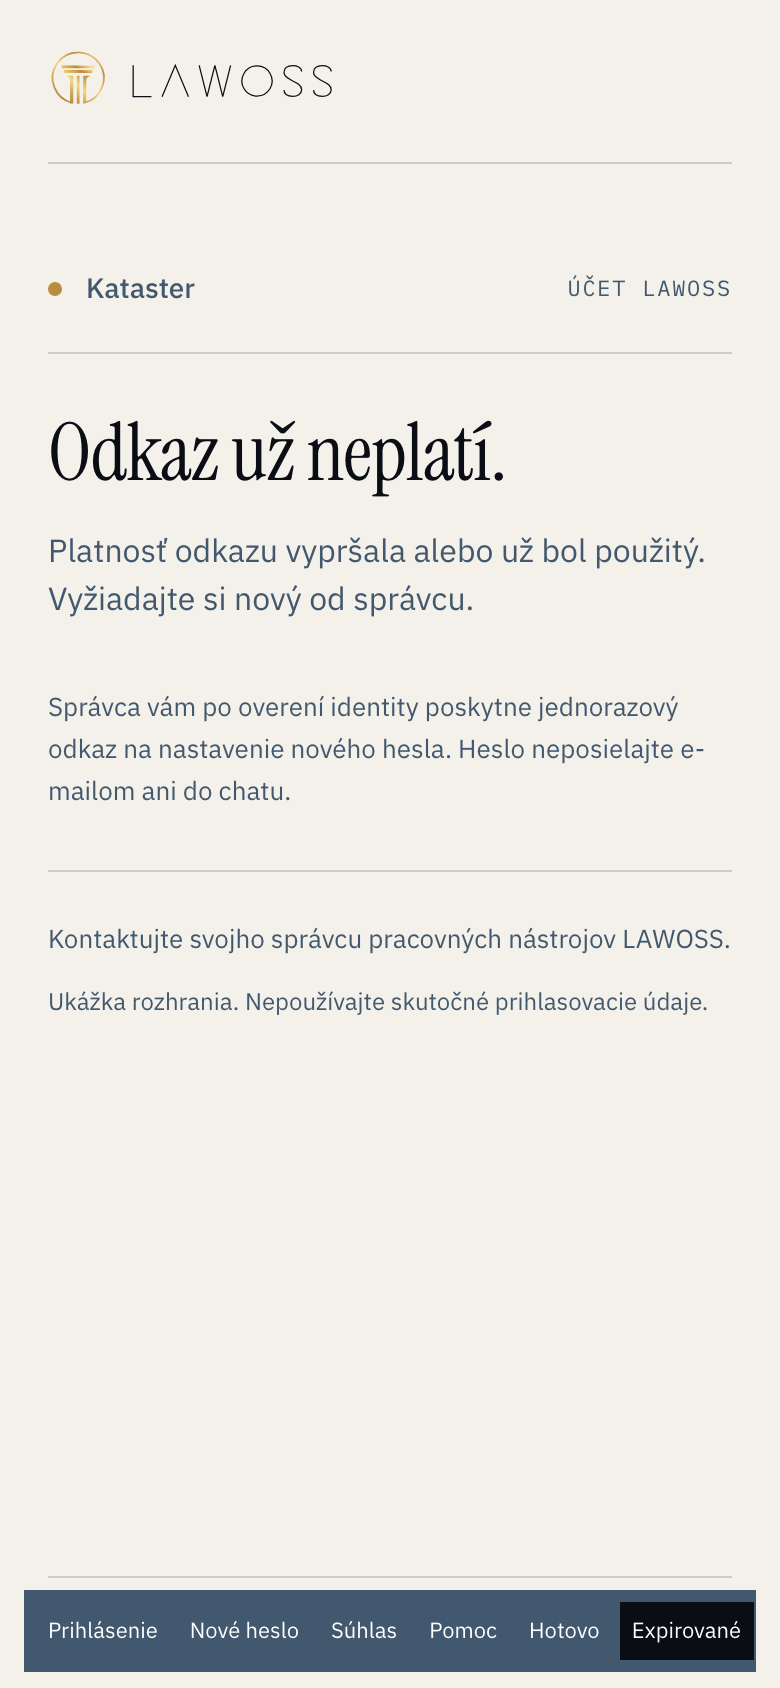 LAWOSS
Kataster
ÚČET LAWOSS
Odkaz už neplatí.
Platnosť odkazu vypršala alebo už bol použitý.
Vyžiadajte si nový od správcu.
Správca vám po overení identity poskytne jednorazový
odkaz na nastavenie nového hesla. Heslo neposielajte e-
mailom ani do chatu.
Kontaktujte svojho správcu pracovných nástrojov LAWOSS.
Ukážka rozhrania. Nepoužívajte skutočné prihlasovacie údaje.
Prihlásenie Nové heslo Súhlas Pomoc Hotovo Expirované